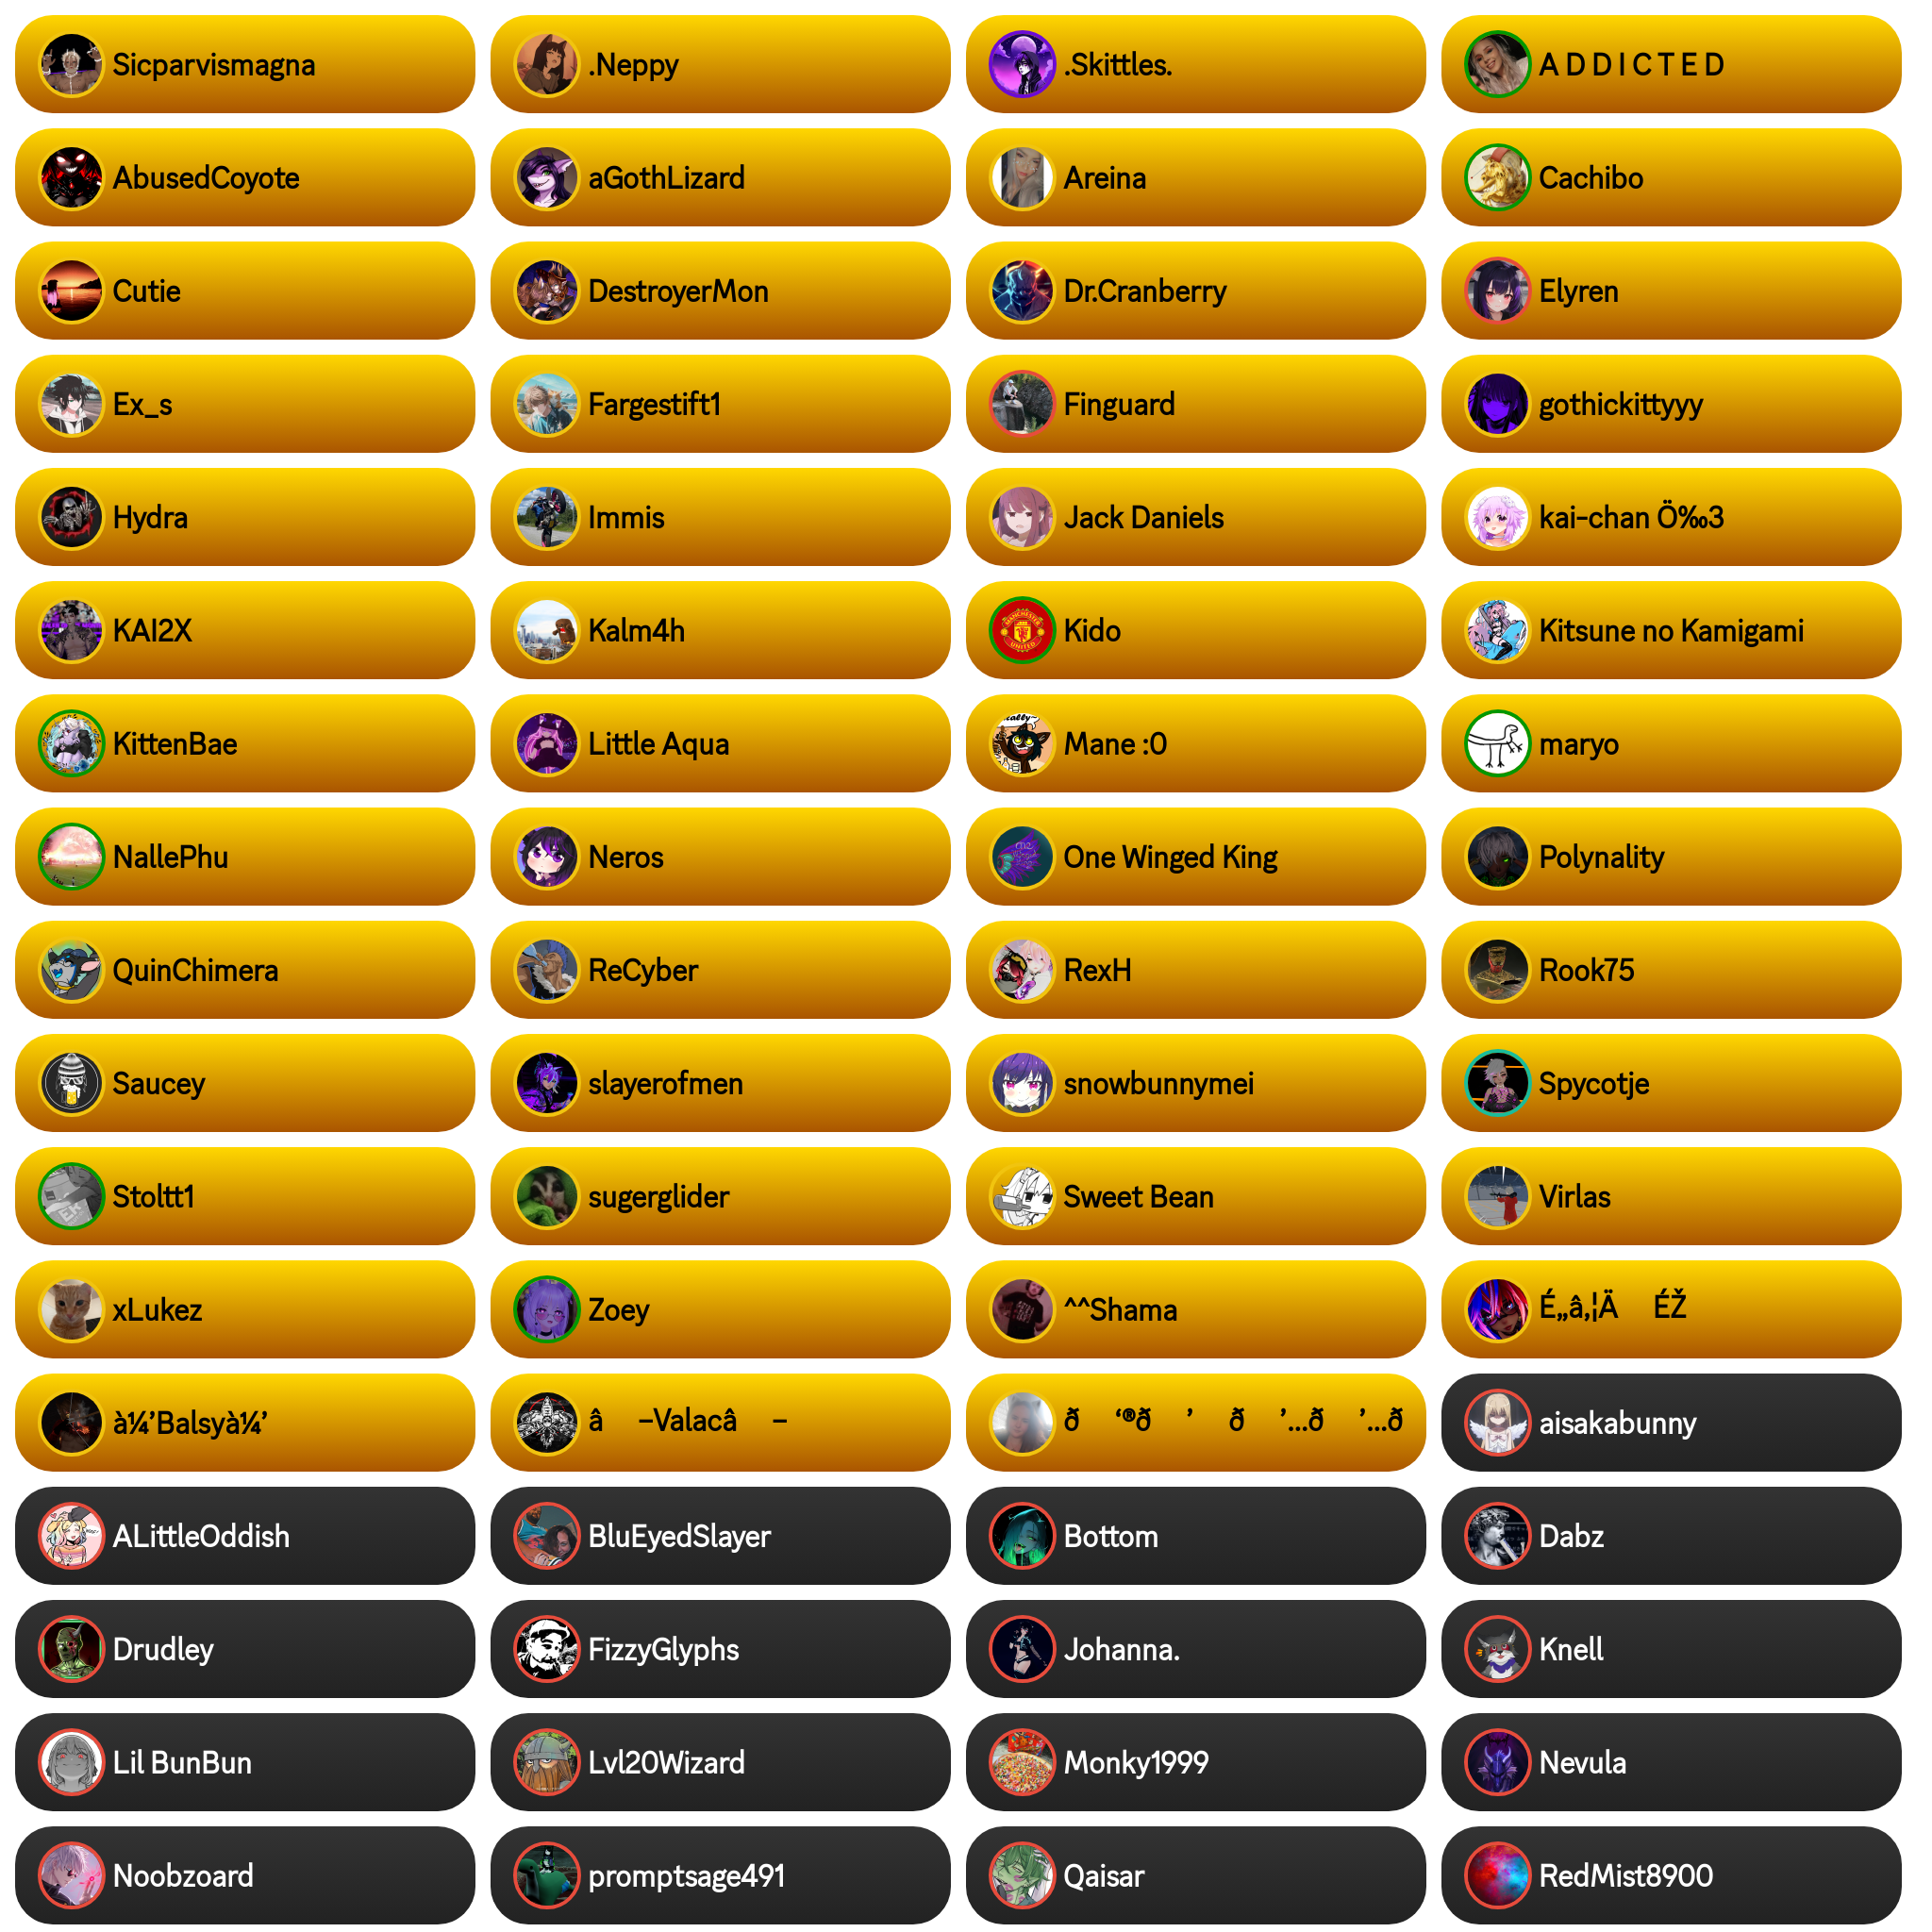 Sicparvismagna
.Neppy
.Skittles.
A D D I C T E D
AbusedCoyote
aGothLizard
Areina
Cachibo
Cutie
DestroyerMon
Dr.Cranberry
Elyren
Ex_s
Fargestift1
Finguard
gothickittyyy
Hydra
Immis
Jack Daniels
kai-chan Ö‰3
KAI2X
Kalm4h
Kido
Kitsune no Kamigami
KittenBae
Little Aqua
Mane :0
maryo
NallePhu
Neros
One Winged King
Polynality
QuinChimera
ReCyber
RexH
Rook75
Saucey
slayerofmen
snowbunnymei
Spycotje
Stoltt1
sugerglider
Sweet Bean
Virlas
xLukez
Zoey
^^Shama
É„â‚¦Ä ÉŽ
à¼’Balsyà¼’
â –Valacâ –
ð ‘®ð ’ ð ’…ð ’…ð
aisakabunny
ALittleOddish
BluEyedSlayer
Bottom
Dabz
Drudley
FizzyGlyphs
Johanna.
Knell
Lil BunBun
Lvl20Wizard
Monky1999
Nevula
Noobzoard
promptsage491
Qaisar
RedMist8900